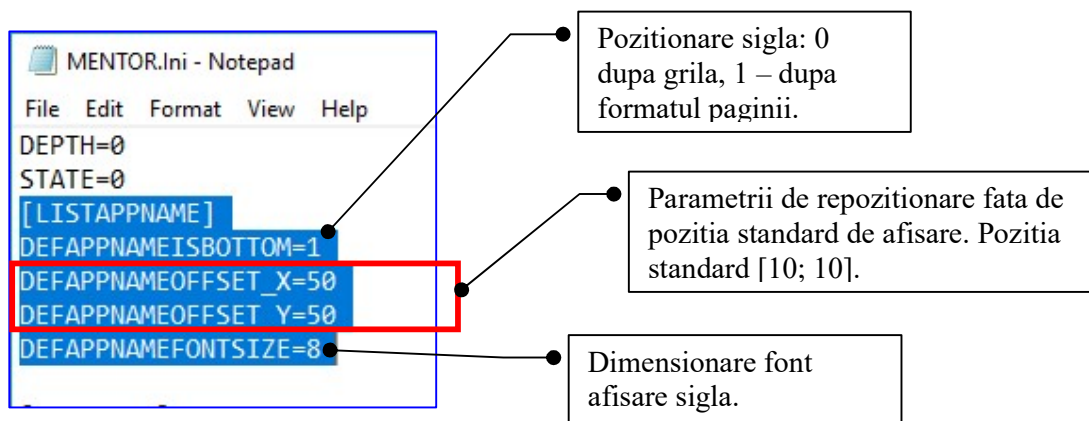 MENTOR.Ini - Notepad
File Edit Format View Help
DEPTH=0
STATE=0
[LISTAPPNAME]
DEFAPPNAMEISBOTTOM=1
DEFAPPNAMEOFFSET_X=50
DEFAPPNAMEOFFSET_Y=50
DEFAPPNAMEFONTSIZE=8
Pozitionare sigla: 0
dupa grila, 1 – dupa
formatul paginii.
Parametrii de repozitionare fata de
pozitia standard de afisare. Pozitia
standard [10; 10].
Dimensionare font
afisare sigla.